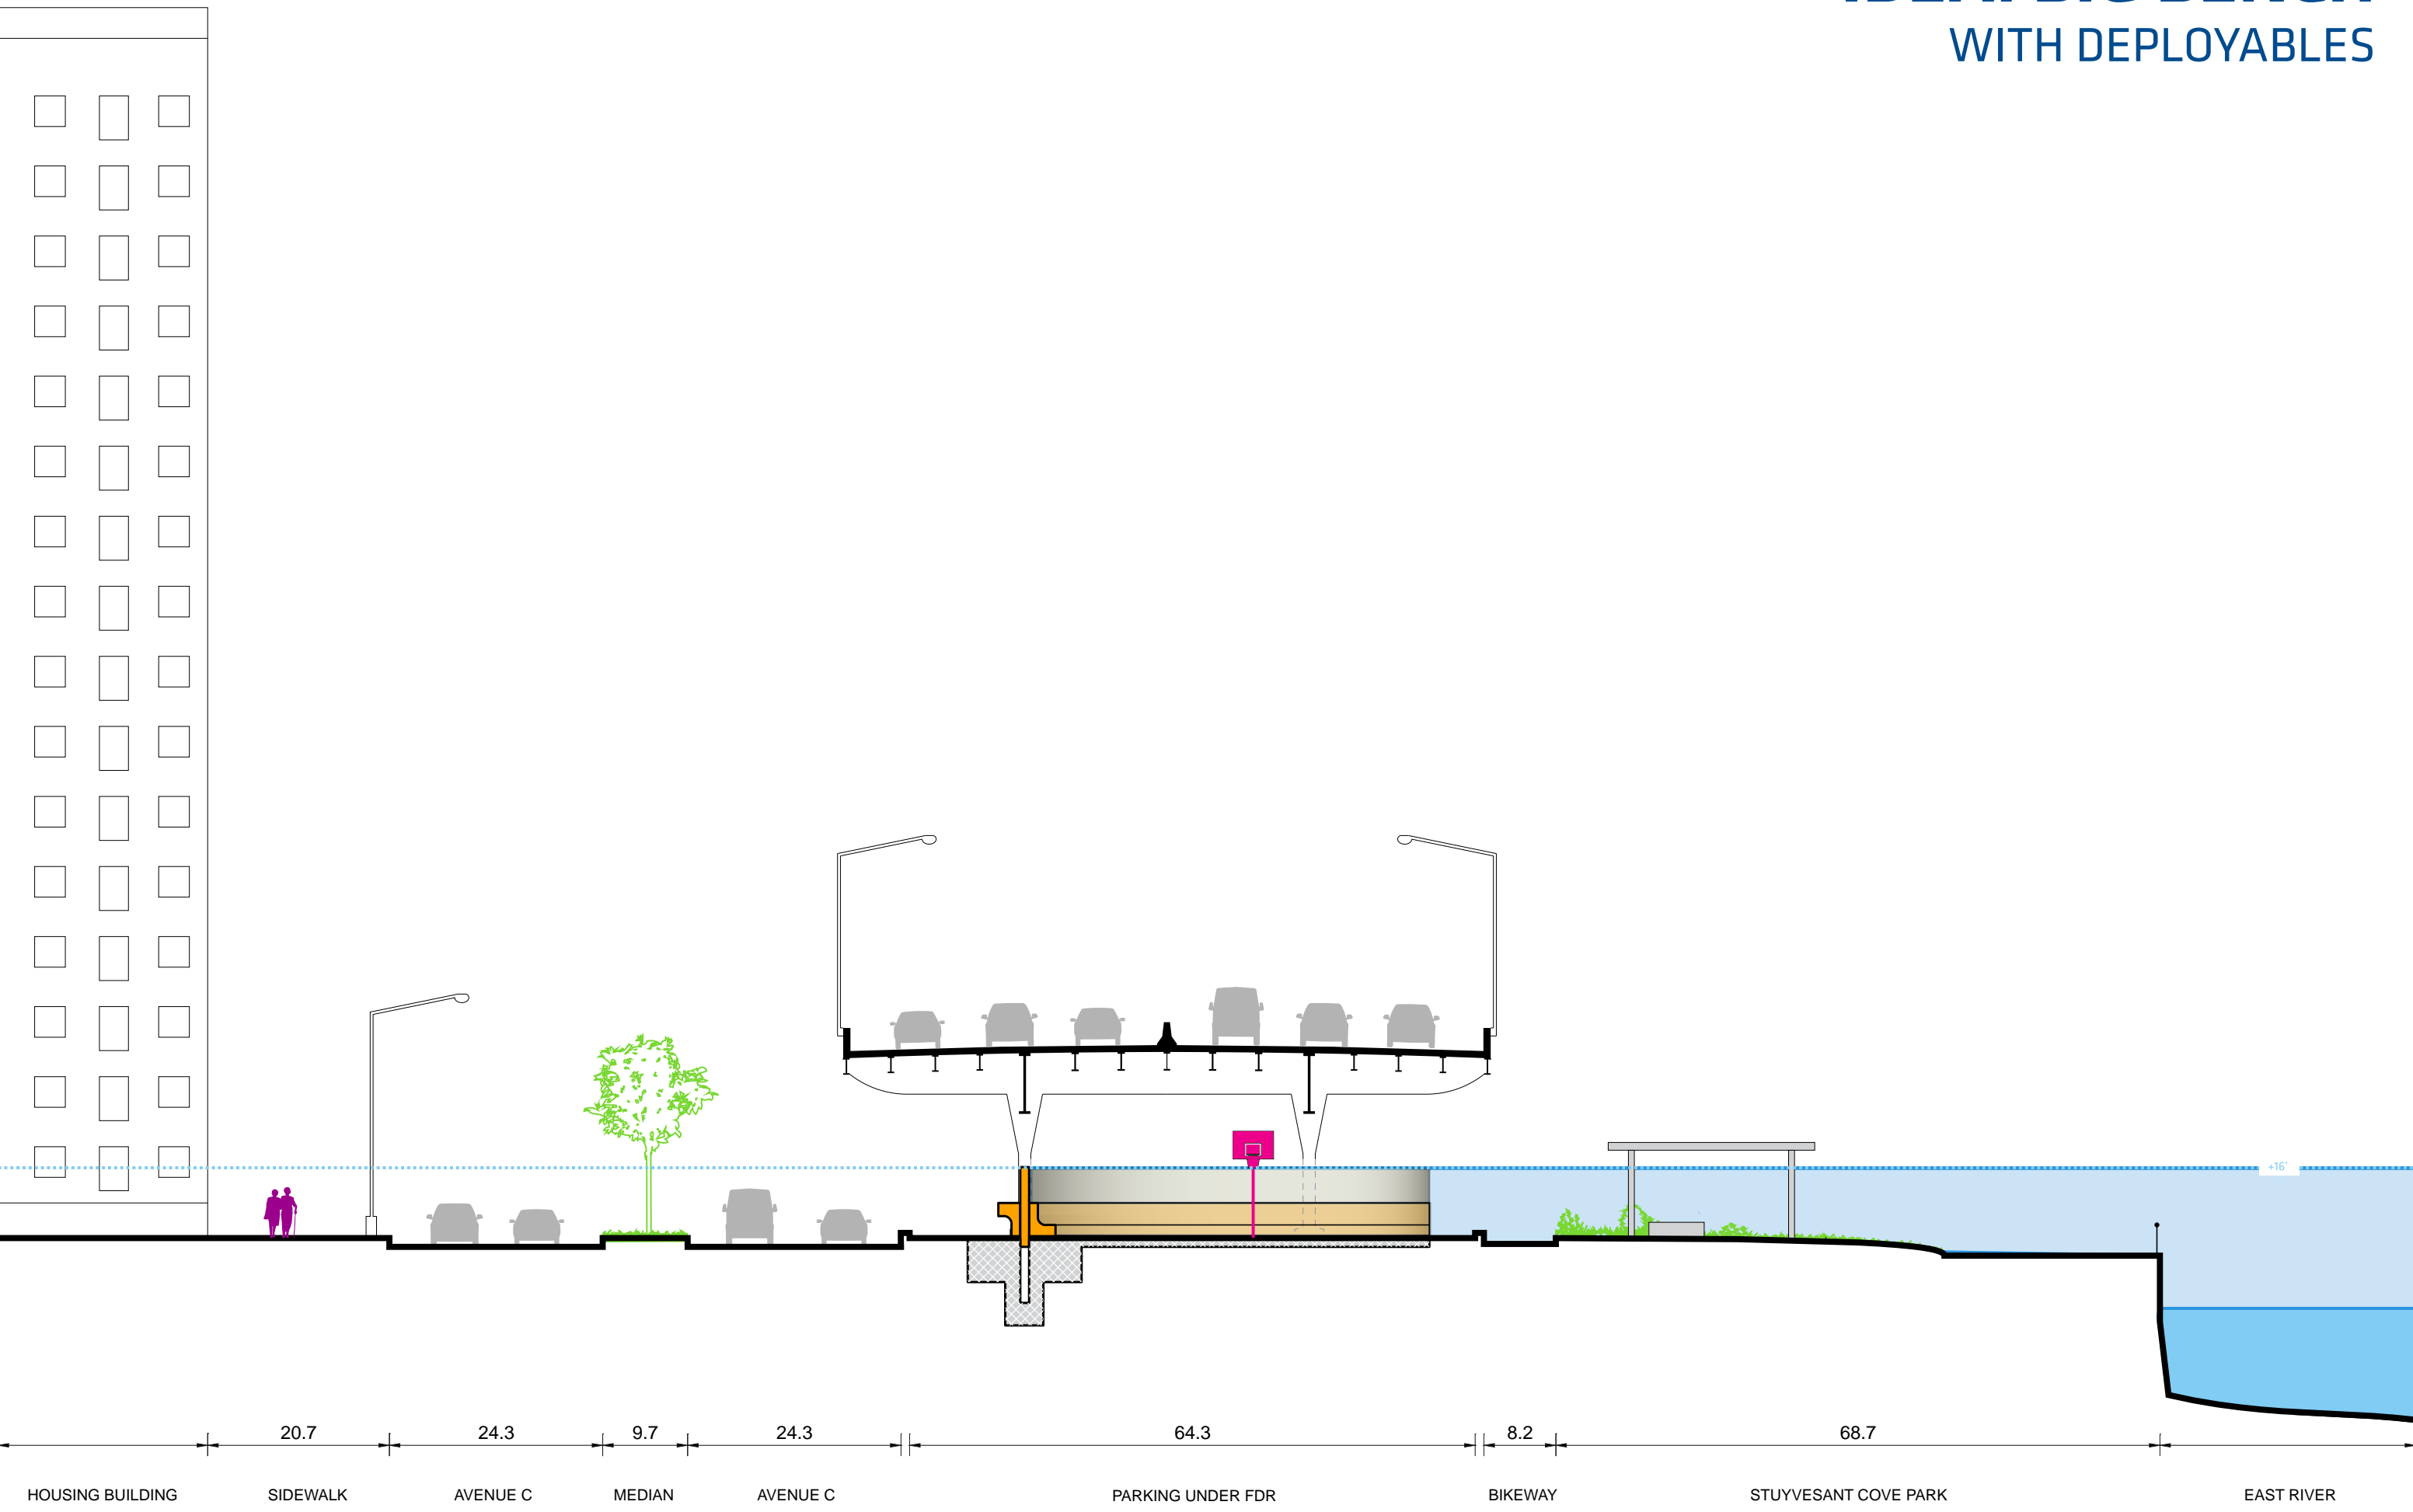 WITH DEPLOYABLES
+16'
20.7 24.3 9.7 24.3 64.3 8.2 68.7
HOUSING BUILDING SIDEWALK AVENUE C MEDIAN AVENUE C PARKING UNDER FDR BIKEWAY STUYVESANT COVE PARK EAST RIVER